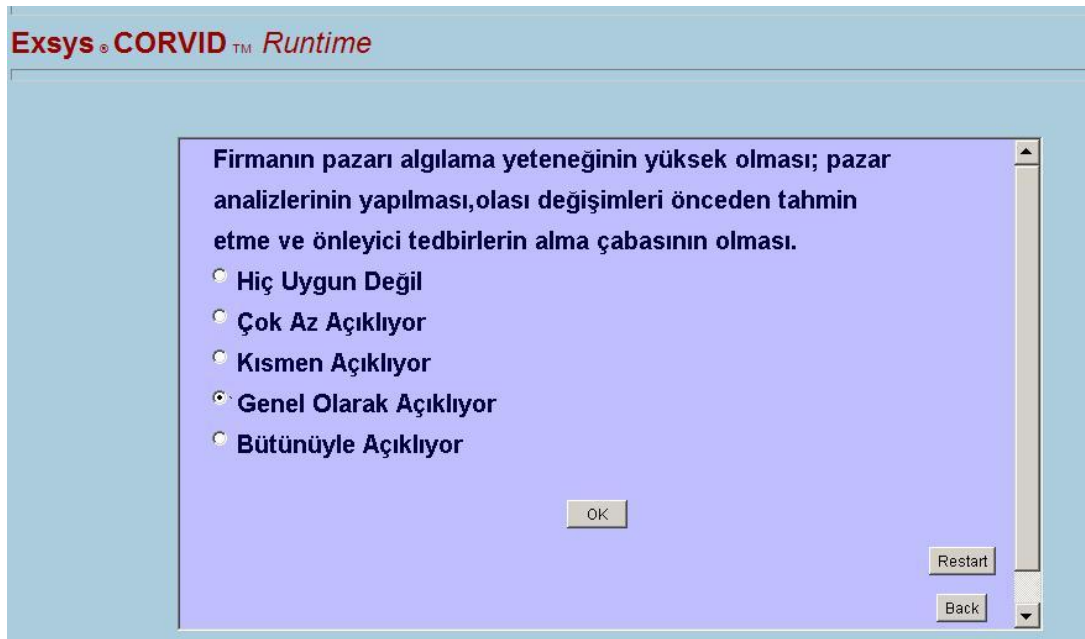 Exsys ® CORVID TM Runtime
Firmanın pazarı algılama yeteneğinin yüksek olması; pazar
analizlerinin yapılması,olası değişimleri önceden tahmin
etme ve önleyici tedbirlerin alma çabasının olması.
Hiç Uygun Değil
Çok Az Açıklıyor
Kısmen Açıklıyor
Genel Olarak Açıklıyor
Bütünüyle Açıklıyor
OK
Restart
Back